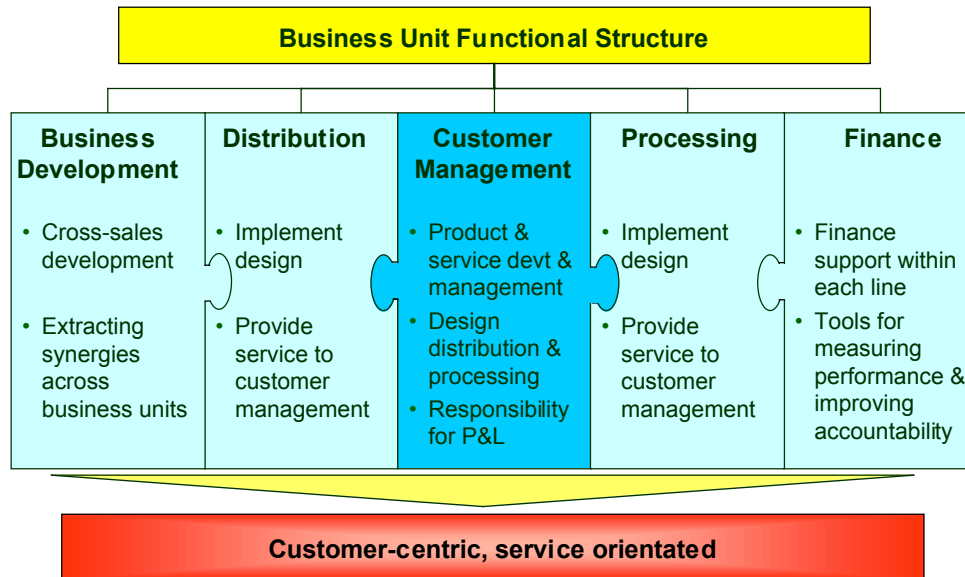 Business Unit Functional Structure
Business
Development
• Cross-sales
development
• Extracting
synergies
across
business units
Distribution
• Implement
design
• Provide
service to
customer
management
Customer
Management
• Product &
service devt &
management
• Design
distribution &
processing
• Responsibility
for P&L
Processing
• Implement
design
• Provide
service to
customer
management
Finance
• Finance
support within
each line
• Tools for
measuring
performance &
improving
accountability
Customer-centric, service orientated